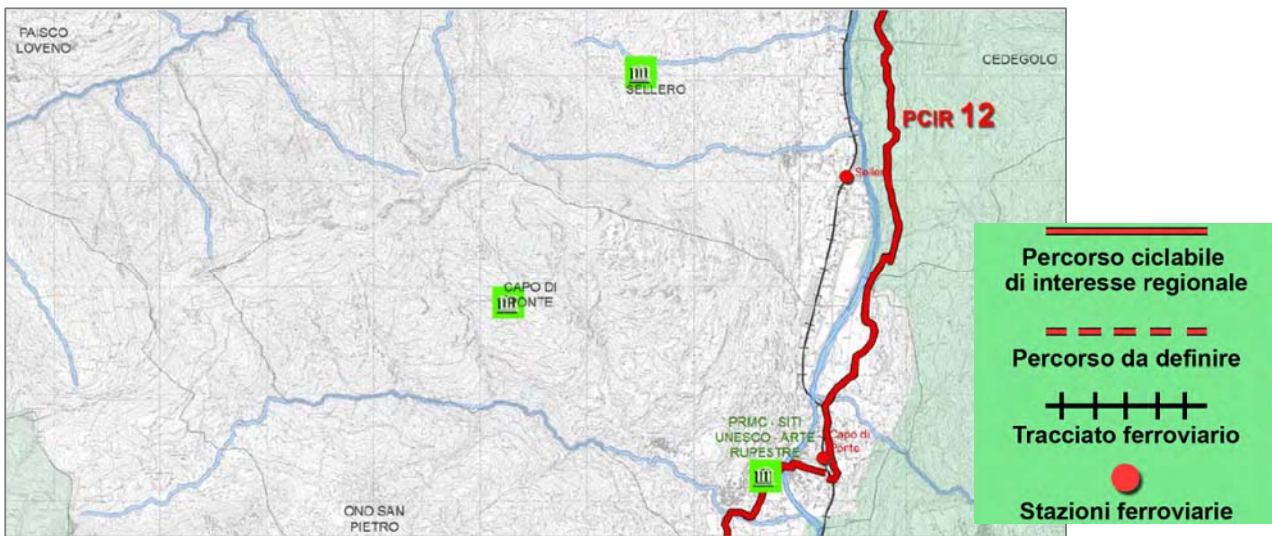 PAISCO
LOVENO
CEDEGOLO
SELLERO
PCIR 12
CAPO DI
PONTE
PRMC - SITI
UNESCO - ARTE
RUPESTRE
Capo di
Ponte
ONO SAN
PIETRO
Percorso ciclabile
di interesse regionale
Percorso da definire
Tracciato ferroviario
Stazioni ferroviarie